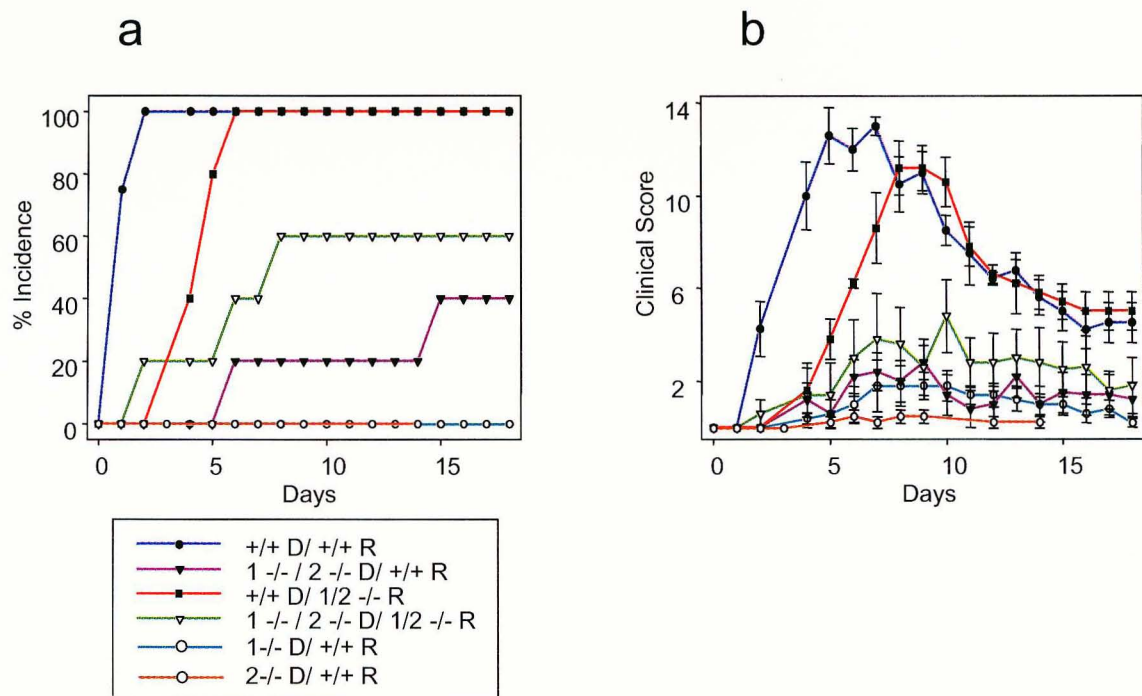 a
b
% Incidence
100
80
60
40
20
0
0 5 10 15
Days
Clinical Score
14
10
6
2
0 5 10 15
Days
+/+ D/ +/+ R
1 -/- / 2 -/- D/ +/+ R
+/+ D/ 1/2 -/- R
1 -/- / 2 -/- D/ 1/2 -/- R
1-/- D/ +/+ R
2-/- D/ +/+ R